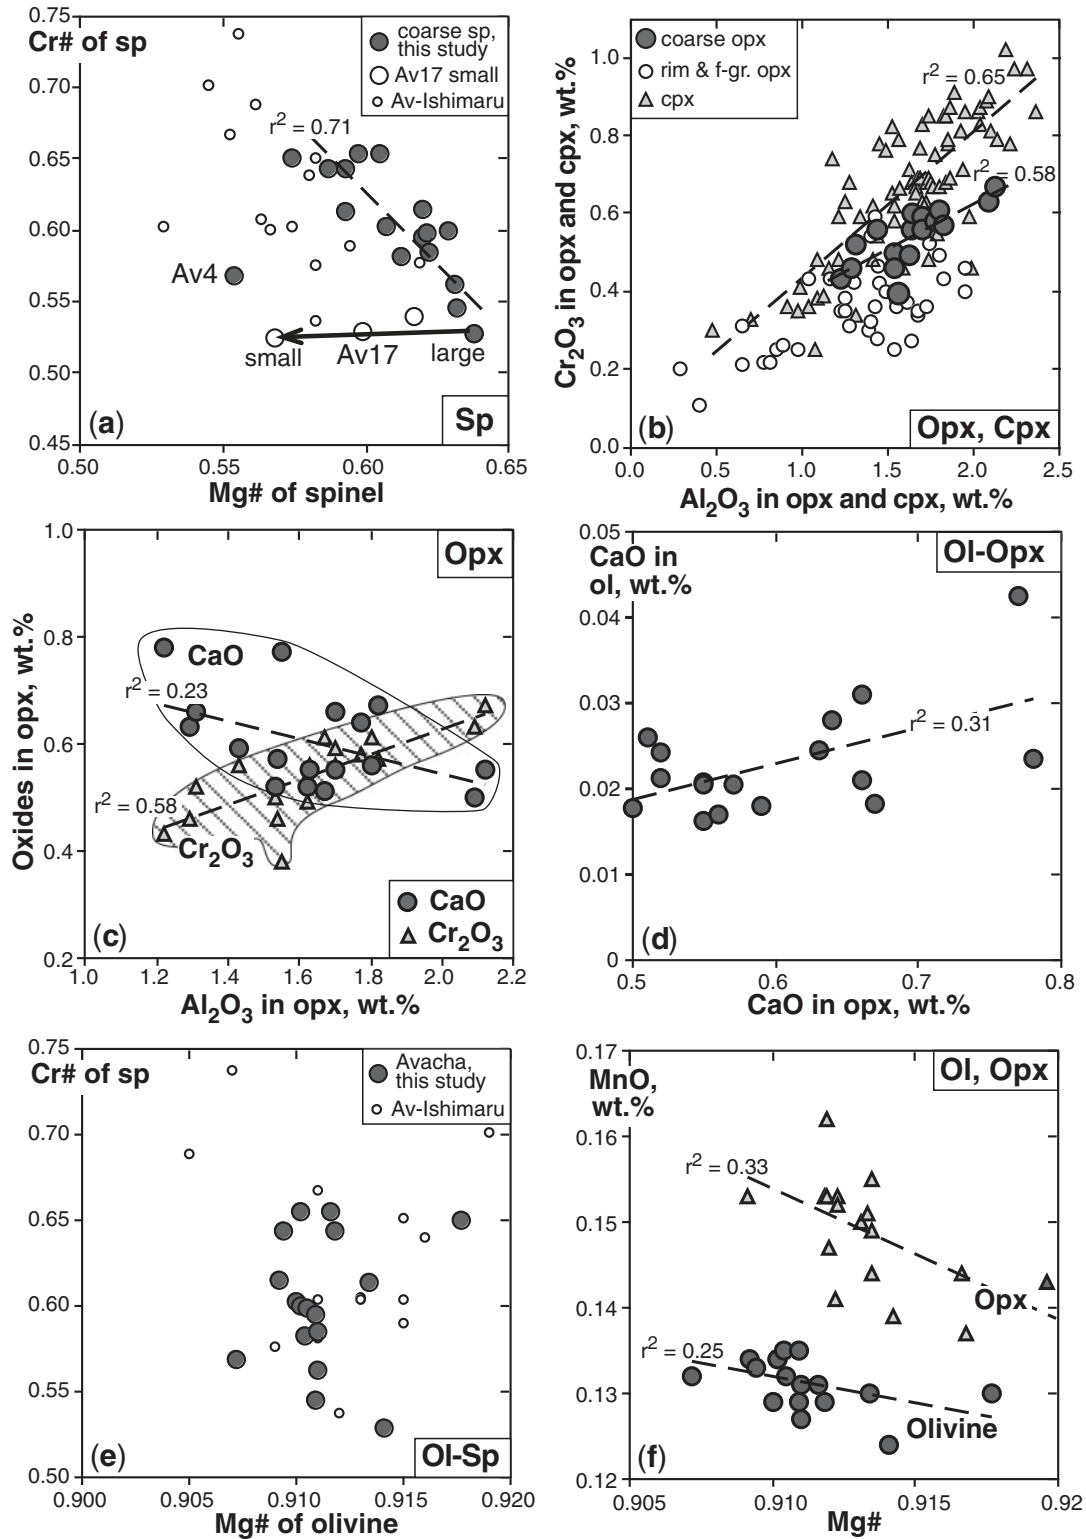 0.75
Cr# of sp
coarse sp,
this study
Av17 small
Av-Ishimaru
0.70
r² = 0.71
0.65
0.60
Av4
0.55
small
Av17
large
0.50
(a)
Sp
0.45
0.50
0.55
0.60
0.65
Mg# of spinel
coarse opx
rim & f-gr. opx
cpx
1.0
r² = 0.65
0.8
r² = 0.58
0.6
0.4
0.2
0.0
Cr₂O₃ in opx and cpx, wt.%
(b)
Opx, Cpx
0.0
0.5
1.0
1.5
2.0
2.5
Al₂O₃ in opx and cpx, wt.%
1.0
Opx
0.8
CaO
r² = 0.23
0.6
r² = 0.58
Cr₂O₃
0.4
Oxides in opx, wt.%
CaO
Cr₂O₃
(c)
0.2
1.0
1.2
1.4
1.6
1.8
2.0
2.2
Al₂O₃ in opx, wt.%
0.05
CaO in
ol, wt.%
Ol-Opx
0.04
0.03
r² = 0.31
0.02
0.01
(d)
0
0.5
0.6
0.7
0.8
CaO in opx, wt.%
0.75
Cr# of sp
Avacha,
this study
Av-Ishimaru
0.70
0.65
0.60
0.55
(e)
Ol-Sp
0.50
0.900
0.905
0.910
0.915
0.920
Mg# of olivine
0.17
MnO,
wt.%
Ol, Opx
0.16
r² = 0.33
0.15
Opx
0.14
r² = 0.25
0.13
Olivine
(f)
0.12
0.905
0.910
0.915
0.92
Mg#